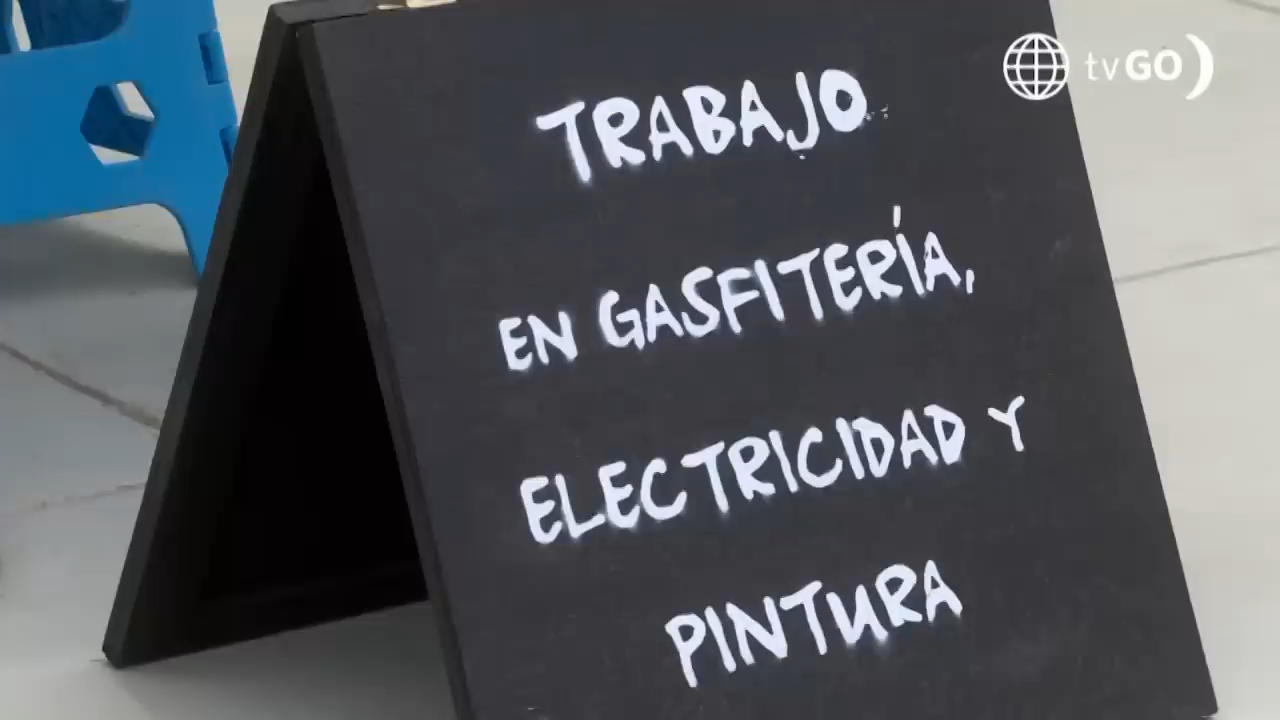 tvGO
TRABAJO
EN GASFITERÍA,
ELECTRICIDAD Y
PINTURA